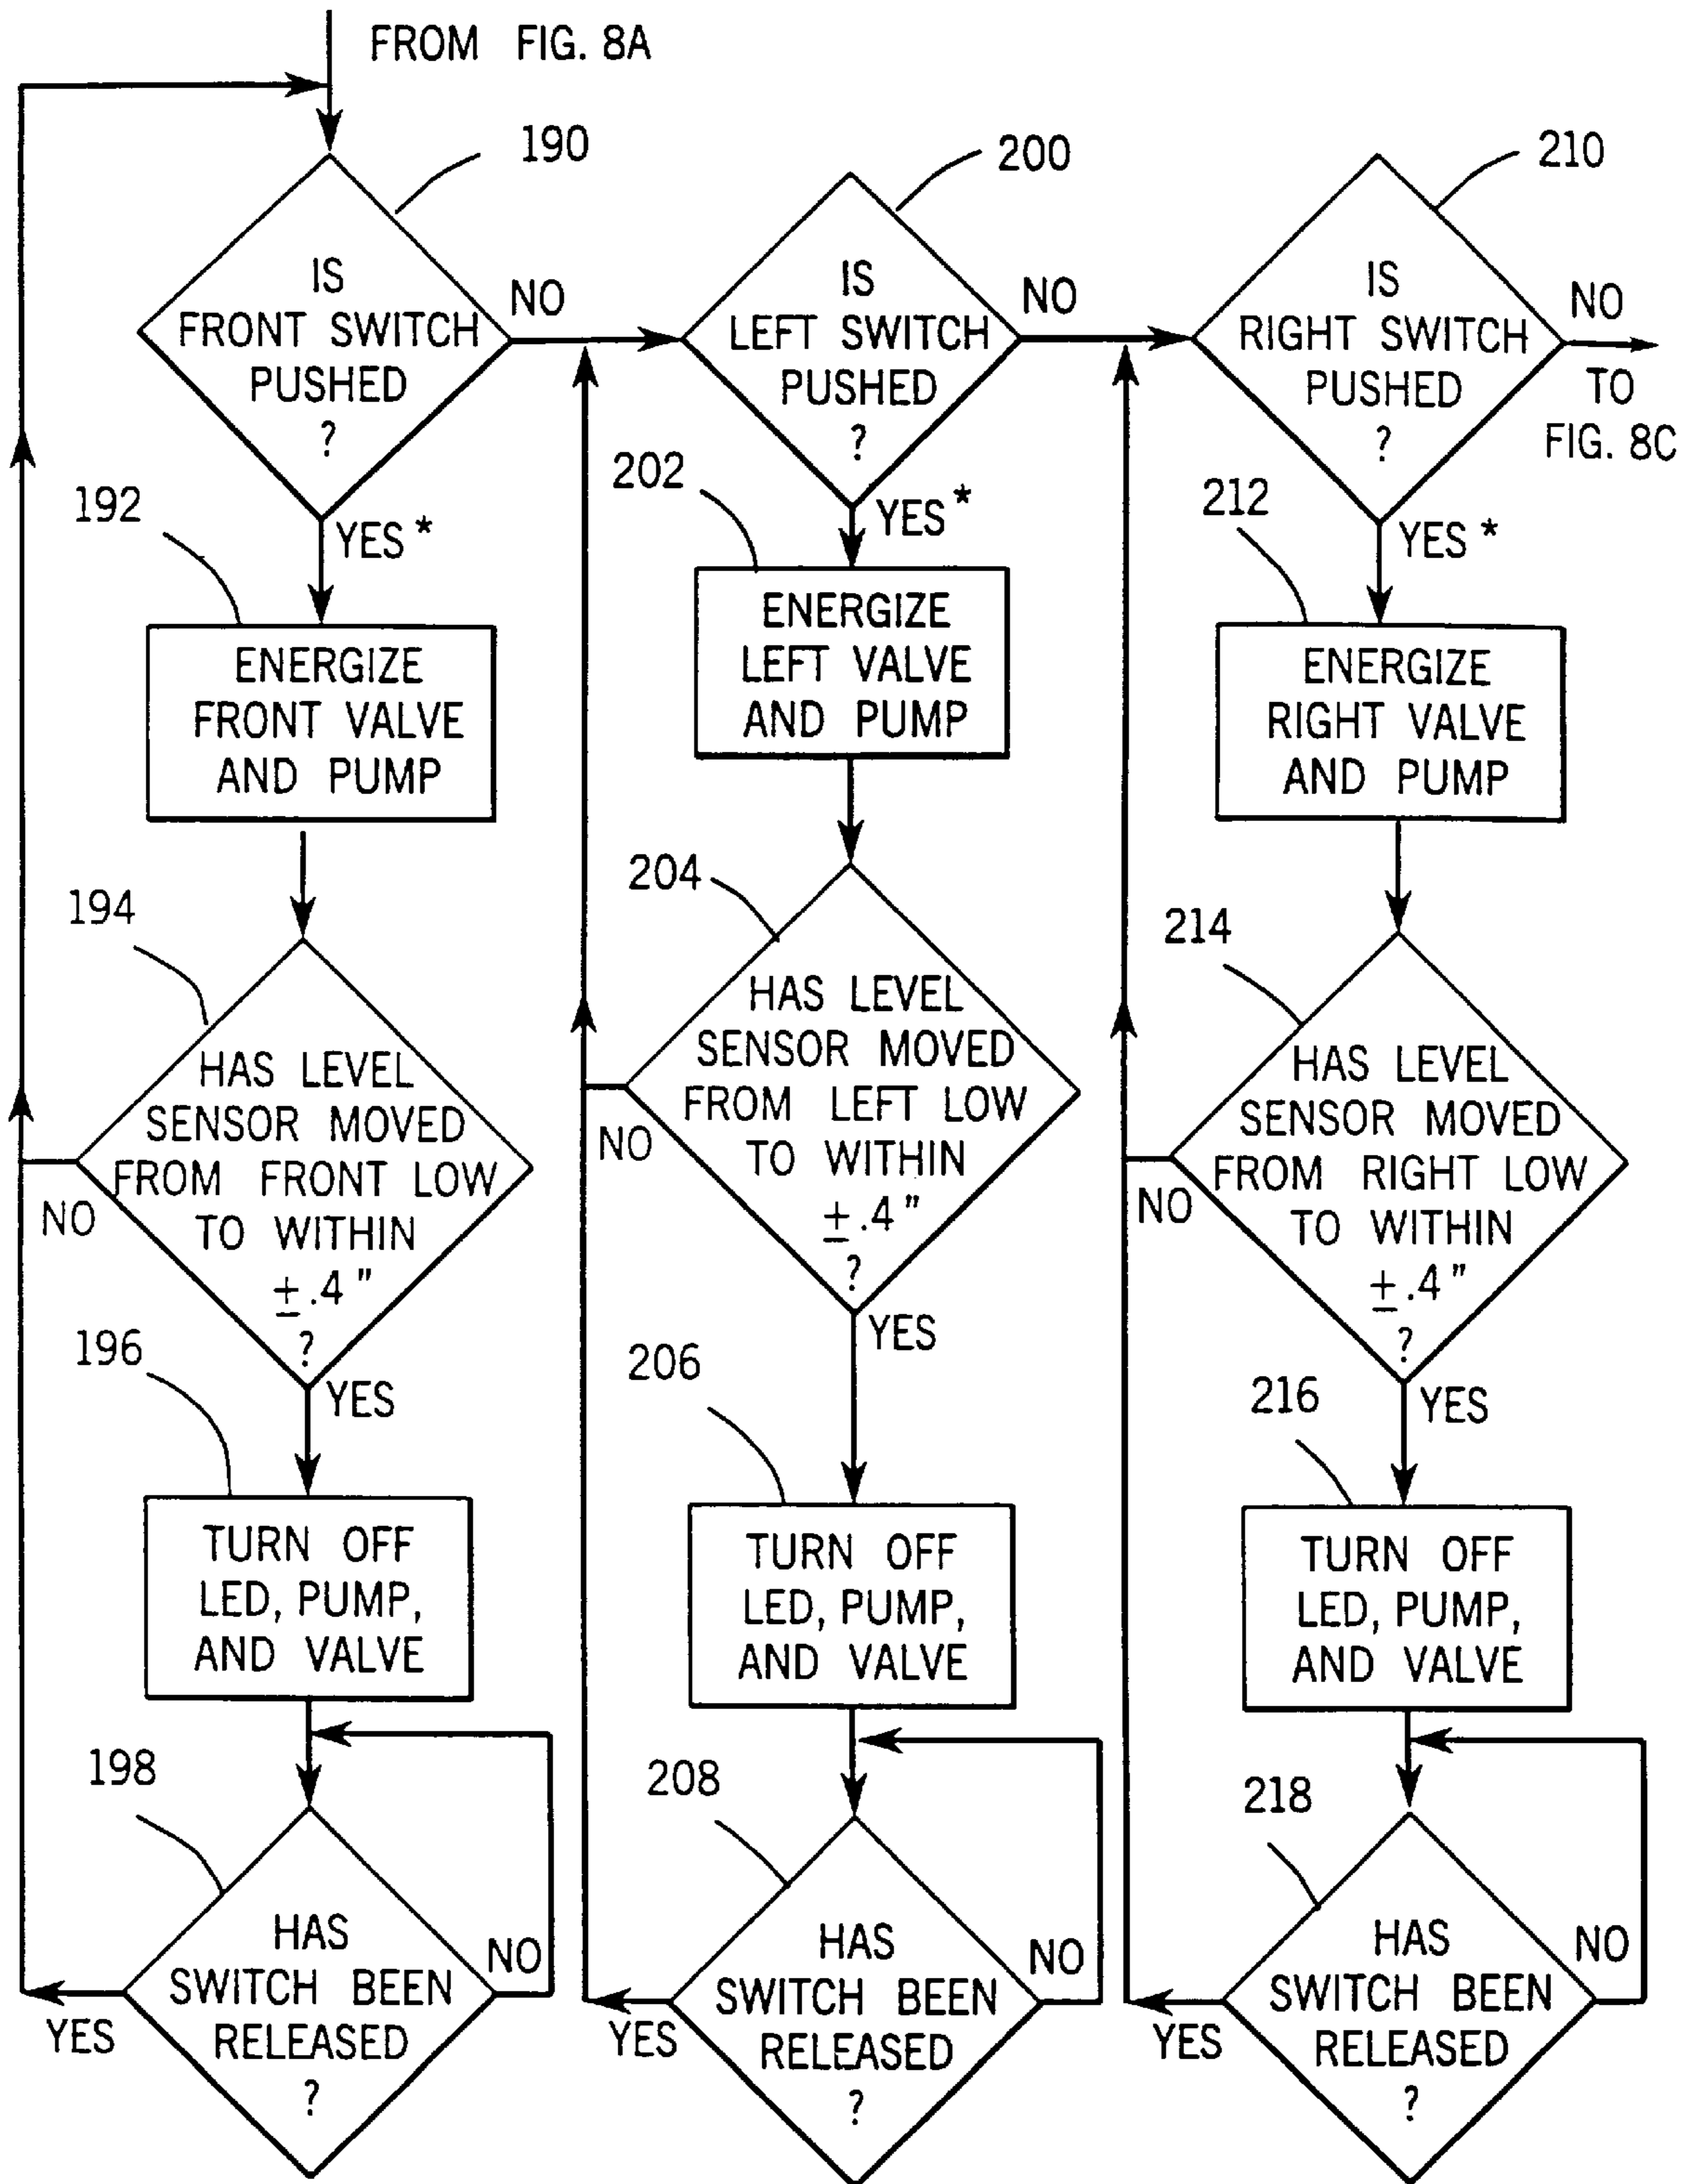 FROM FIG. 8A
190
IS
FRONT SWITCH
PUSHED
?
NO
YES *
192
ENERGIZE
FRONT VALVE
AND PUMP
194
HAS LEVEL
SENSOR MOVED
FROM FRONT LOW
TO WITHIN
± .4 "
?
NO
YES
196
TURN OFF
LED, PUMP,
AND VALVE
198
HAS
SWITCH BEEN
RELEASED
?
NO
YES
200
IS
LEFT SWITCH
PUSHED
?
NO
YES *
202
ENERGIZE
LEFT VALVE
AND PUMP
204
HAS LEVEL
SENSOR MOVED
FROM LEFT LOW
TO WITHIN
± .4 "
?
NO
YES
206
TURN OFF
LED, PUMP,
AND VALVE
208
HAS
SWITCH BEEN
RELEASED
?
NO
YES
210
IS
RIGHT SWITCH
PUSHED
?
NO
TO
FIG. 8C
YES *
212
ENERGIZE
RIGHT VALVE
AND PUMP
214
HAS LEVEL
SENSOR MOVED
FROM RIGHT LOW
TO WITHIN
± .4 "
?
NO
YES
216
TURN OFF
LED, PUMP,
AND VALVE
218
HAS
SWITCH BEEN
RELEASED
?
NO
YES